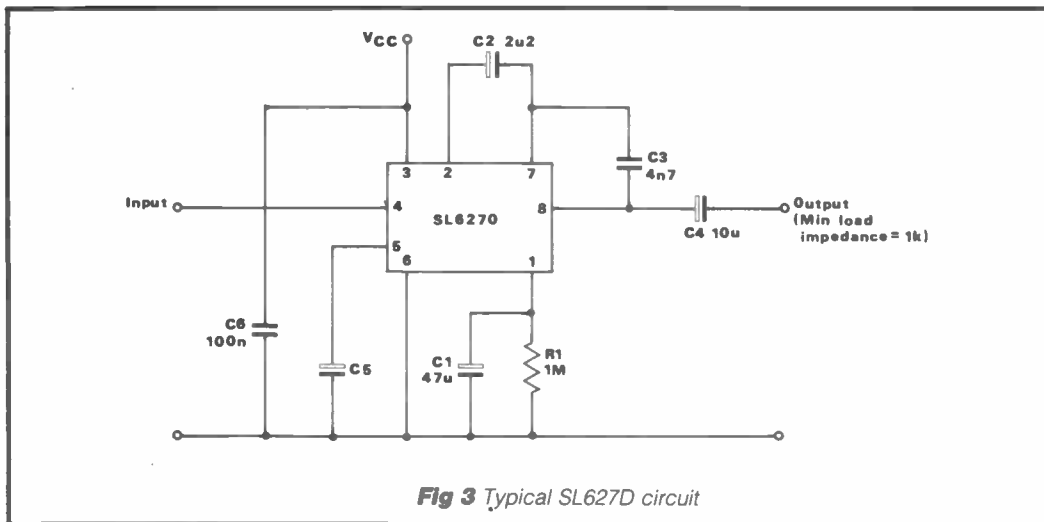 VCC
C2 2u2
3
2
7
C3
4n7
Input
4
SL6270
8
Output
(Min load
impedance = 1k)
C4 10u
5
6
1
C6
100n
C5
C1
47u
R1
1M
Fig 3 Typical SL627D circuit